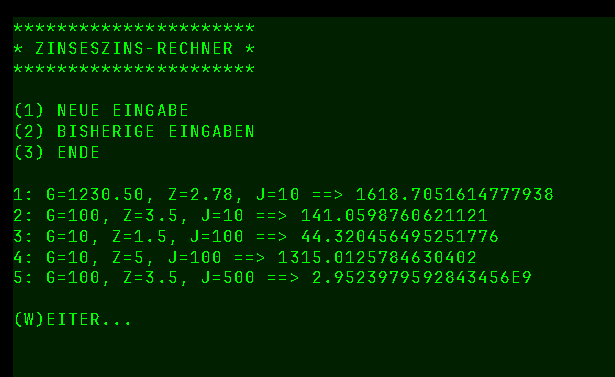 **********************
* ZINSESZINS-RECHNER *
**********************
(1) NEUE EINGABE
(2) BISHERIGE EINGABEN
(3) ENDE
1: G=1230.50, Z=2.78, J=10 ==> 1618.7051614777938
2: G=100, Z=3.5, J=10 ==> 141.0598760621121
3: G=10, Z=1.5, J=100 ==> 44.320456495251776
4: G=10, Z=5, J=100 ==> 1315.0125784630402
5: G=100, Z=3.5, J=500 ==> 2.9523979592843456E9
(W)EITER...